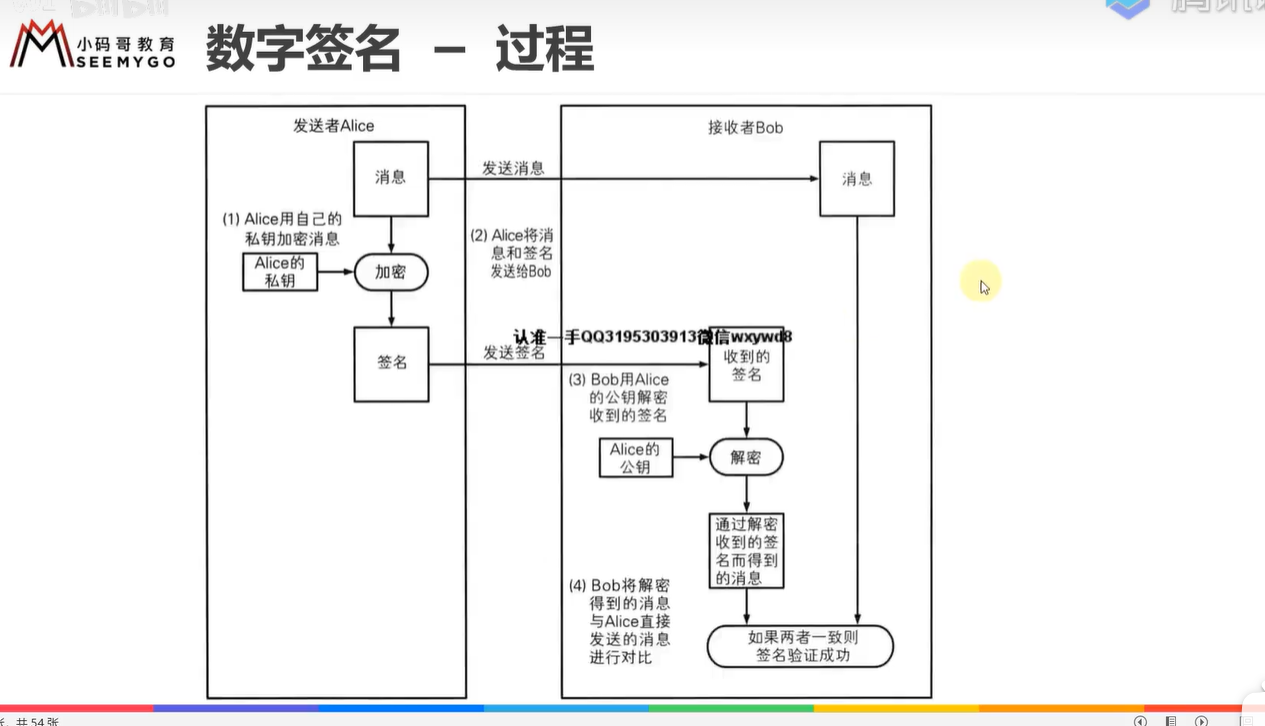 小码哥教育
SEEMYGO
数字签名 － 过程
发送者Alice
接收者Bob
消息
发送消息
消息
(1) Alice用自己的
私钥加密消息
Alice的
私钥
加密
(2) Alice将消
息和签名
发送给Bob
认准一手QQ3195303913微信wxywd8
签名
发送签名
收到的
签名
(3) Bob用Alice
的公钥解密
收到的签名
Alice的
公钥
解密
通过解密
收到的签
名而得到
的消息
(4) Bob将解密
得到的消息
与Alice直接
发送的消息
进行对比
如果两者一致则
签名验证成功
共 54 张